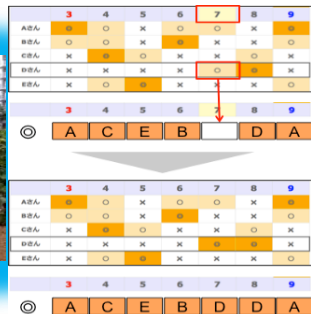 3 4 5 6 7 8 9
Aさん ◎ ○ × ○ ○ × ◎
Bさん ○ ○ × ◎ × × ○
Cさん × ◎ ○ × × ○ ×
Dさん × × × × ○ ◎ ×
Eさん × ○ ◎ × × × ○
3 4 5 6 7 8 9
◎ A C E B D A
3 4 5 6 7 8 9
Aさん ◎ ○ × ○ ○ × ◎
Bさん ○ ○ × ◎ × × ○
Cさん × ◎ ○ × × ○ ×
Dさん × × × × ◎ ◎ ×
Eさん × ○ ◎ × × × ○
3 4 5 6 7 8 9
◎ A C E B D D A